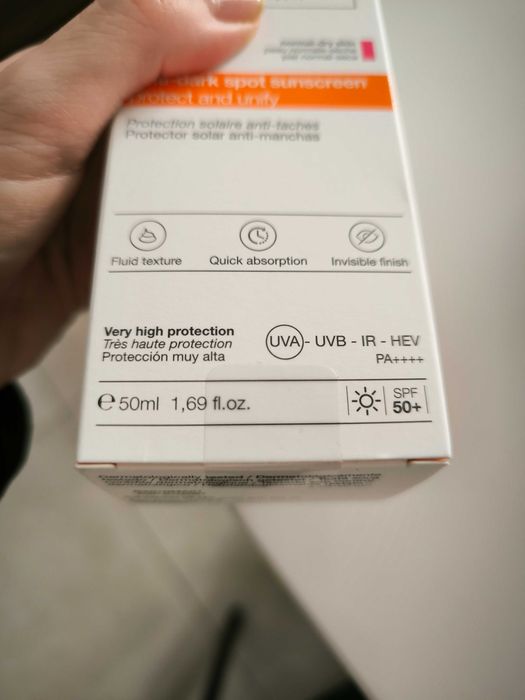 dark spot sunscreen
protect and unify
Protection solaire anti-taches
Protector solar anti-manchas
Fluid texture
Quick absorption
Invisible finish
Very high protection
Très haute protection
Protección muy alta
UVA - UVB - IR - HEV
PA++++
℮ 50ml 1,69 fl.oz.
SPF
50+
Dermatologically tested /